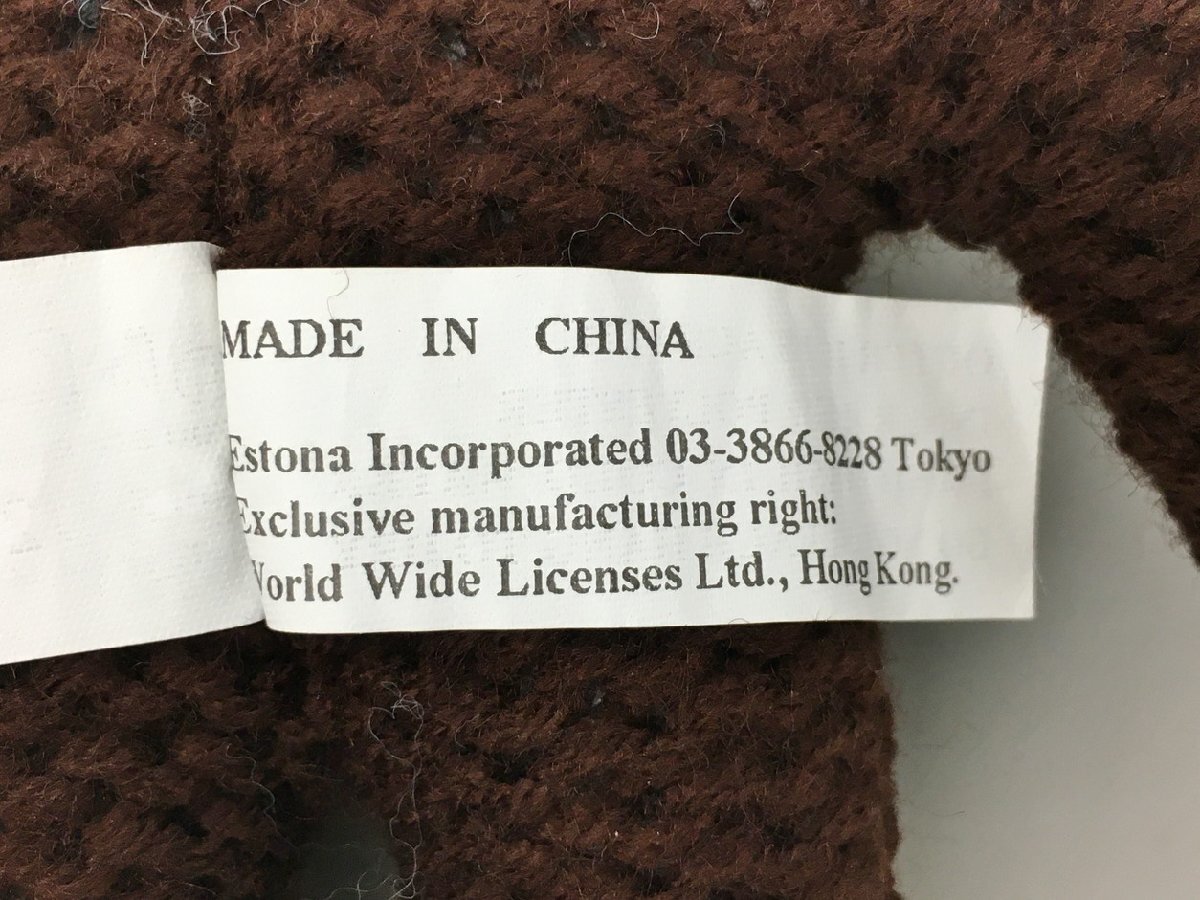 MADE IN CHINA
Estona Incorporated 03-3866-8228 Tokyo
Exclusive manufacturing right:
World Wide Licenses Ltd., Hong Kong.